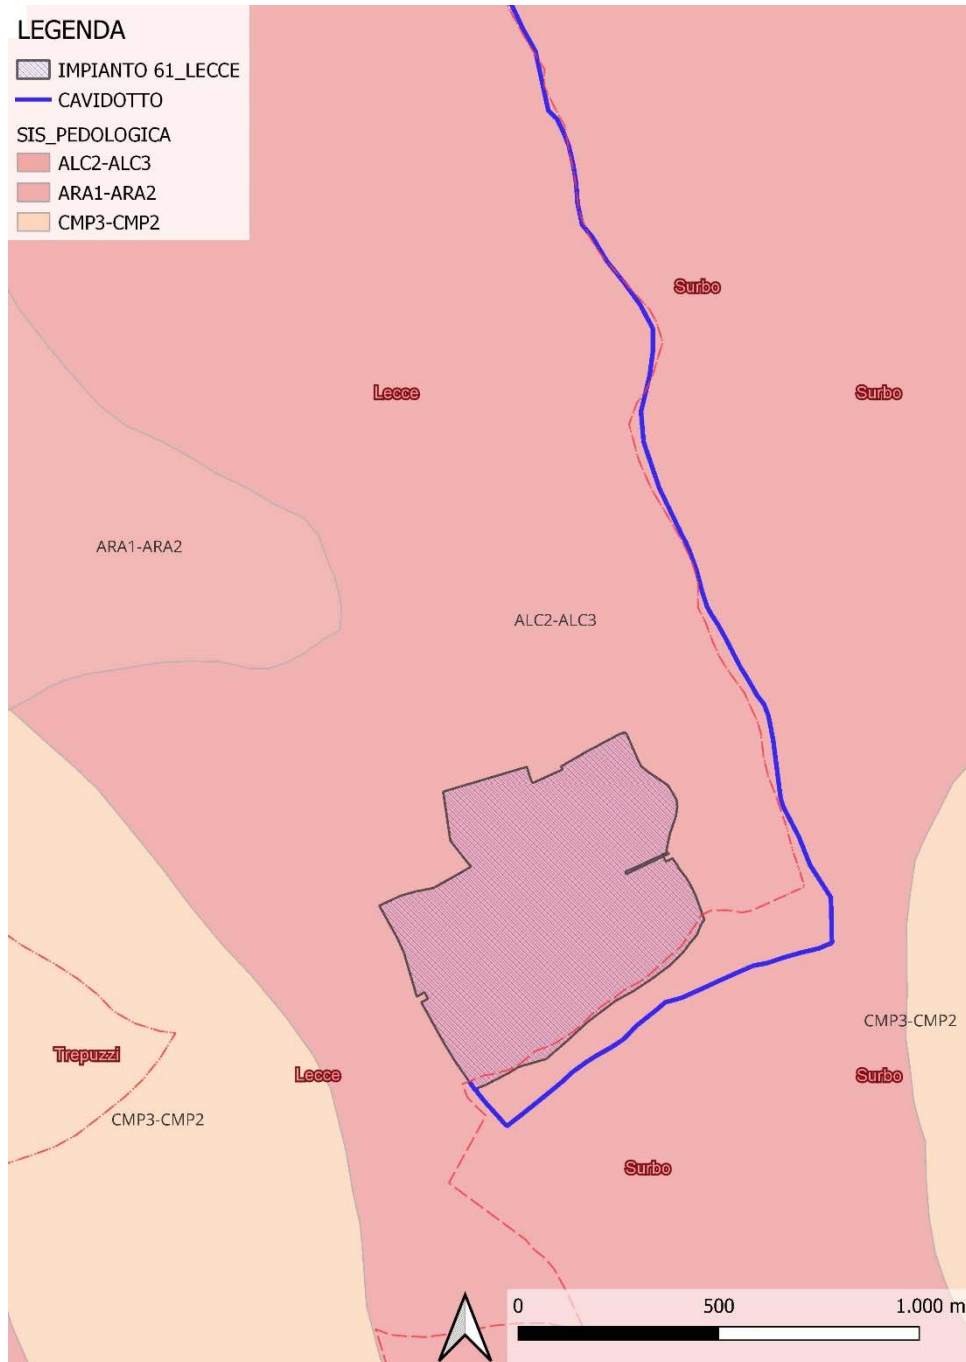 LEGENDA
IMPIANTO 61_LECCE
CAVIDOTTO
SIS_PEDOLOGICA
ALC2-ALC3
ARA1-ARA2
CMP3-CMP2
Surbo
Lecce
Surbo
ARA1-ARA2
ALC2-ALC3
CMP3-CMP2
Trepuzzi
Lecce
Surbo
CMP3-CMP2
Surbo
0 500 1.000 m